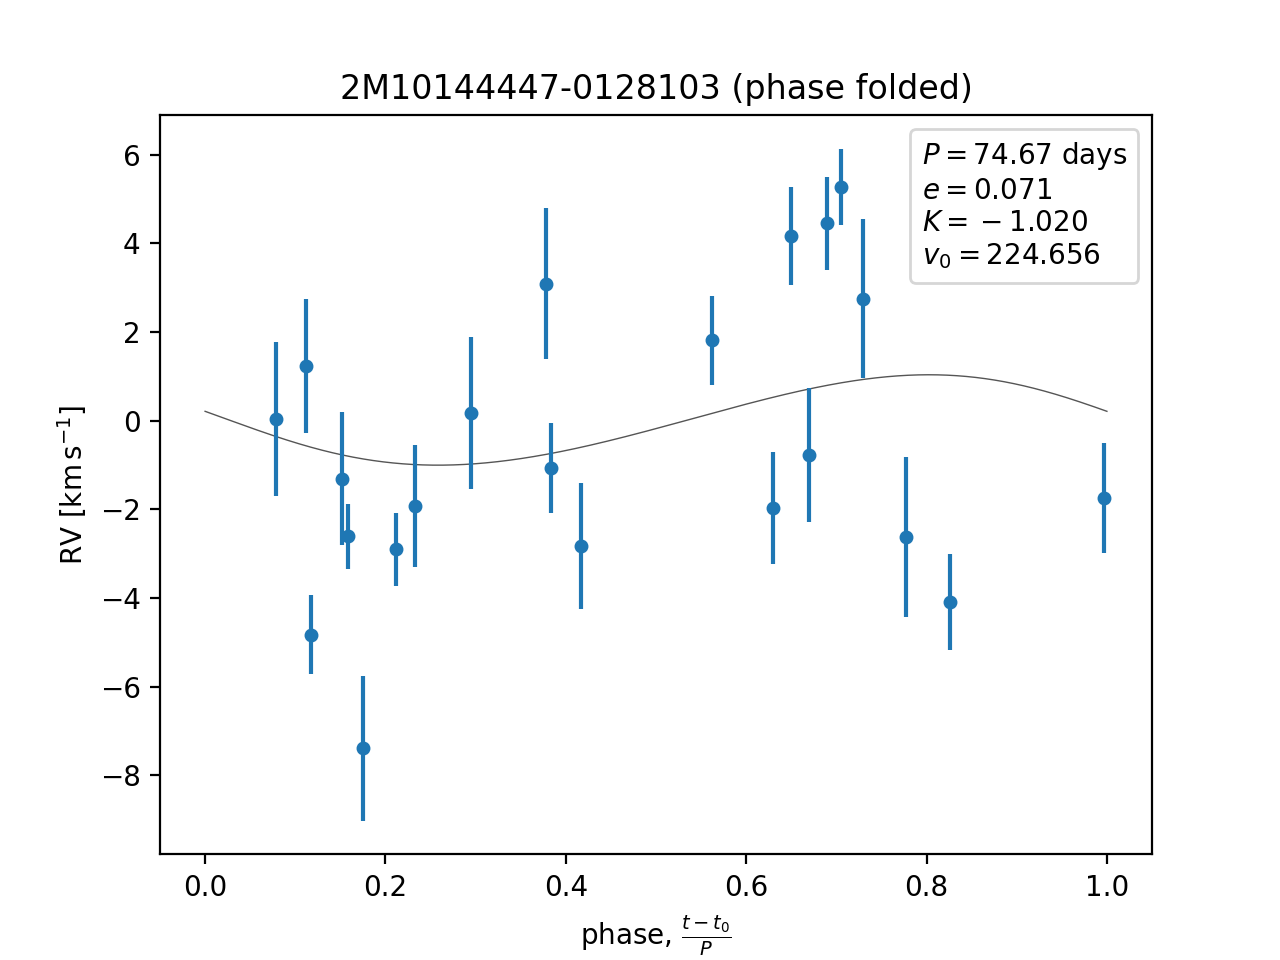 2M10144447-0128103 (phase folded)
P = 74.67 days
e = 0.071
K = −1.020
v₀ = 224.656
RV [km s⁻¹]
6
4
2
0
−2
−4
−6
−8
0.0 0.2 0.4 0.6 0.8 1.0
phase, (t − t₀)/P